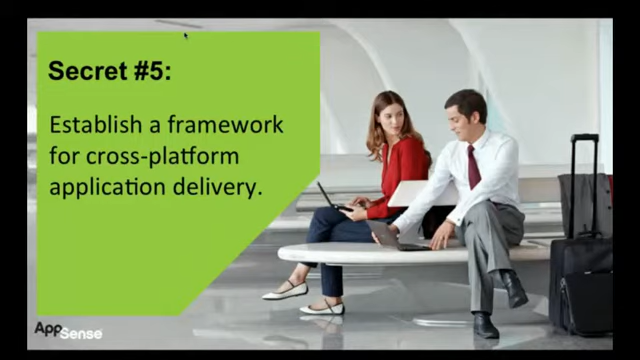 Secret #5:
Establish a framework
for cross-platform
application delivery.
AppSense